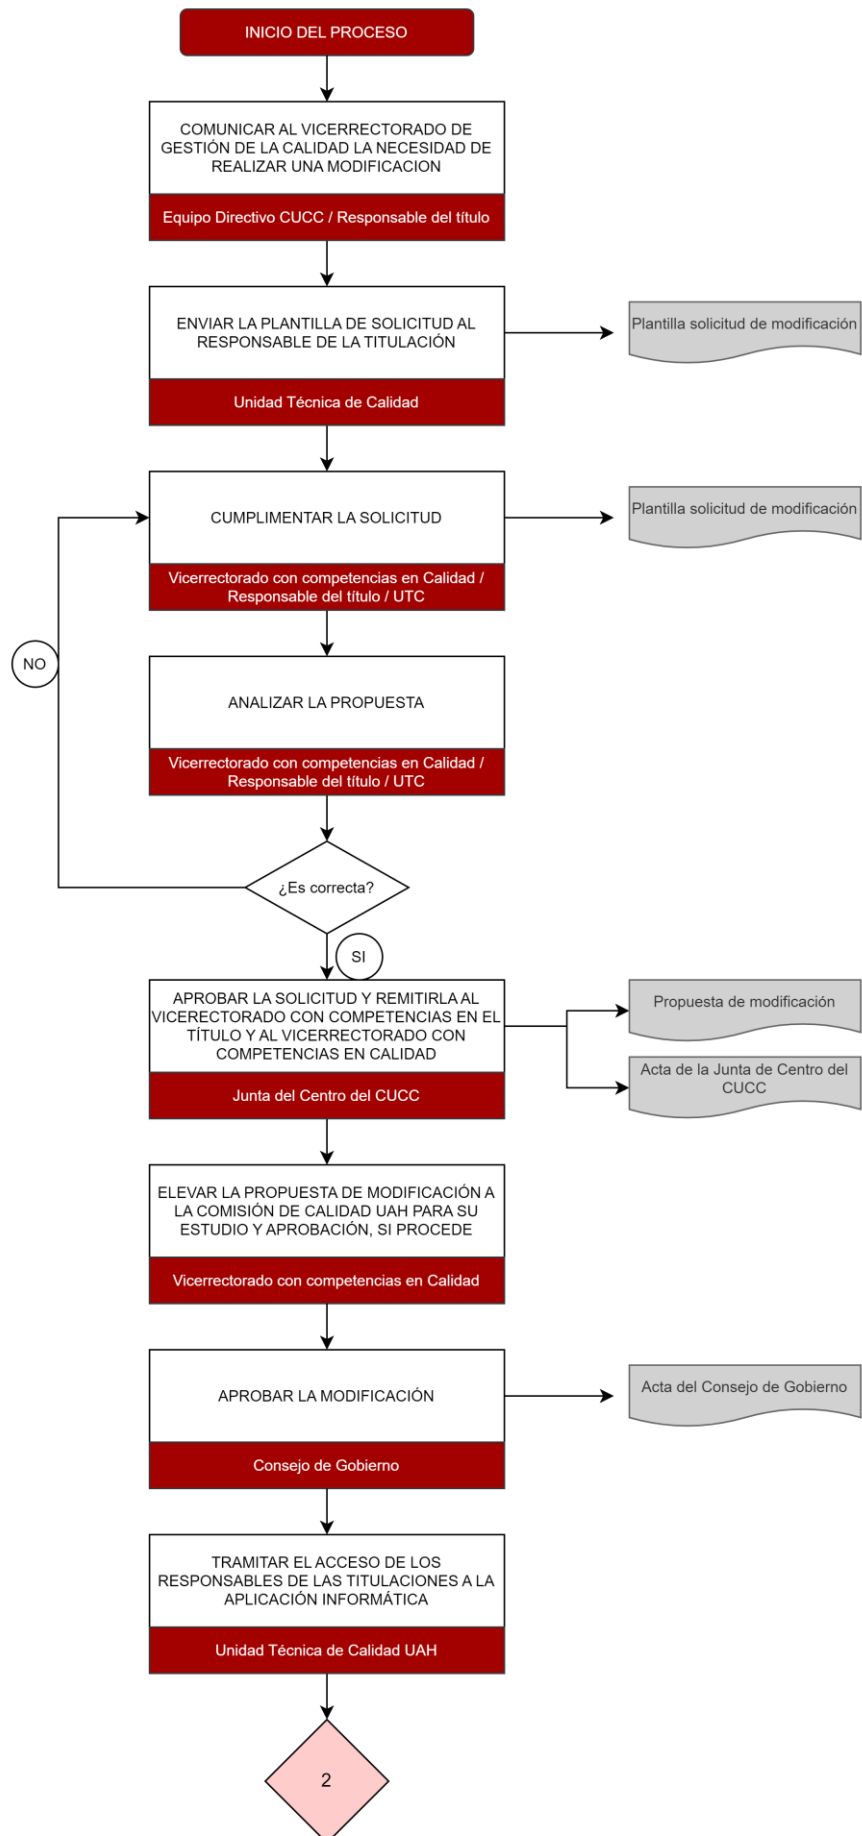 INICIO DEL PROCESO
COMUNICAR AL VICERRECTORADO DE
GESTIÓN DE LA CALIDAD LA NECESIDAD DE
REALIZAR UNA MODIFICACION
Equipo Directivo CUCC / Responsable del título
ENVIAR LA PLANTILLA DE SOLICITUD AL
RESPONSABLE DE LA TITULACIÓN
Plantilla solicitud de modificación
Unidad Técnica de Calidad
CUMPLIMENTAR LA SOLICITUD
Plantilla solicitud de modificación
Vicerrectorado con competencias en Calidad /
Responsable del título / UTC
NO
ANALIZAR LA PROPUESTA
Vicerrectorado con competencias en Calidad /
Responsable del título / UTC
¿Es correcta?
SI
APROBAR LA SOLICITUD Y REMITIRLA AL
VICERECTORADO CON COMPETENCIAS EN EL
TÍTULO Y AL VICERRECTORADO CON
COMPETENCIAS EN CALIDAD
Propuesta de modificación
Acta de la Junta de Centro del
CUCC
Junta del Centro del CUCC
ELEVAR LA PROPUESTA DE MODIFICACIÓN A
LA COMISIÓN DE CALIDAD UAH PARA SU
ESTUDIO Y APROBACIÓN, SI PROCEDE
Vicerrectorado con competencias en Calidad
APROBAR LA MODIFICACIÓN
Acta del Consejo de Gobierno
Consejo de Gobierno
TRAMITAR EL ACCESO DE LOS
RESPONSABLES DE LAS TITULACIONES A LA
APLICACIÓN INFORMÁTICA
Unidad Técnica de Calidad UAH
2